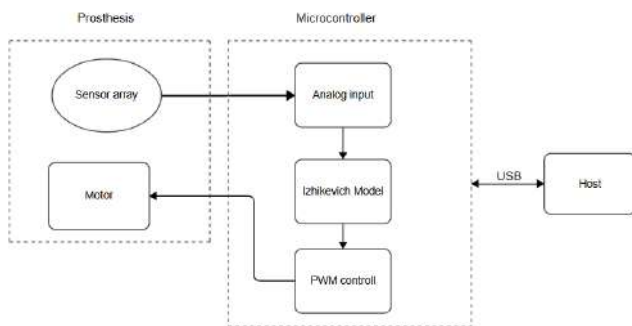 Prosthesis
Microcontroller
Sensor array
Analog input
Motor
Izhikevich Model
USB
Host
PWM controll